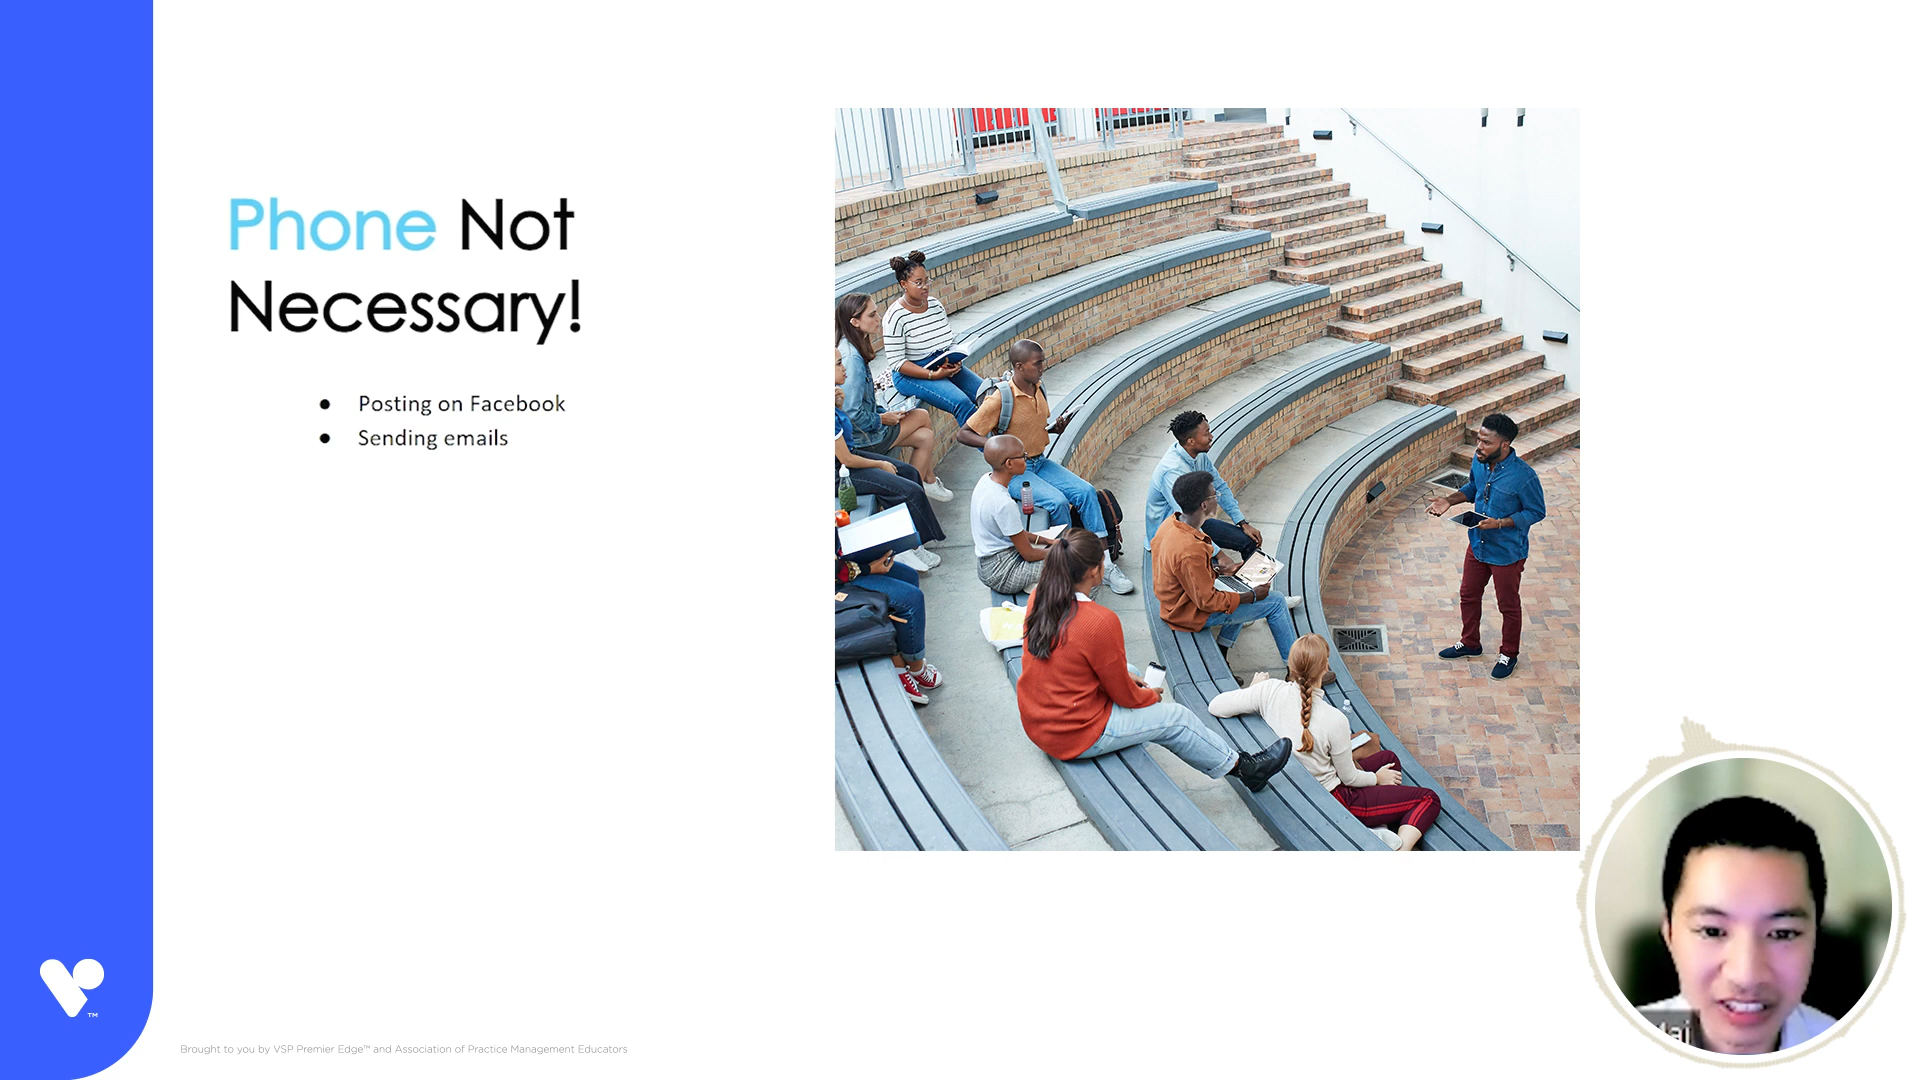 Phone Not
Necessary!
● Posting on Facebook
● Sending emails
TM
Brought to you by VSP Premier Edge™ and Association of Practice Management Educators